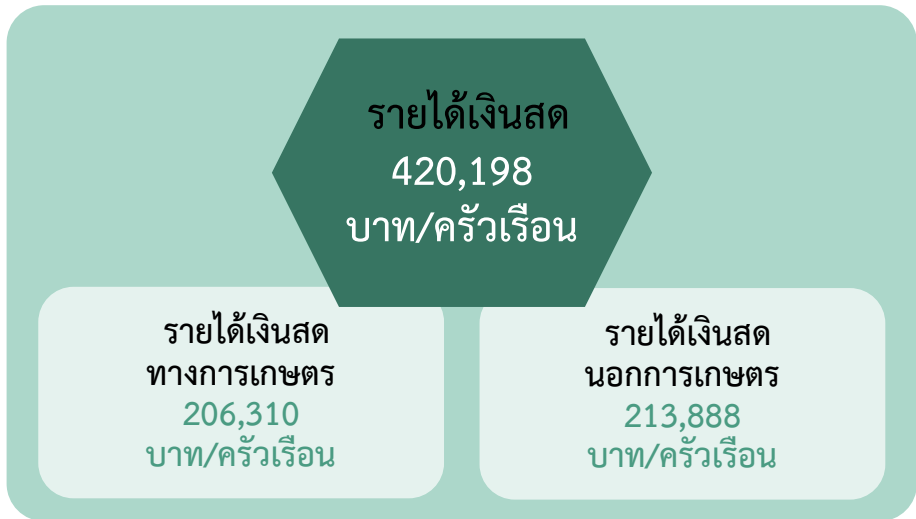 รายได้เงินสด
420,198
บาท/ครัวเรือน
รายได้เงินสด
ทางการเกษตร
206,310
บาท/ครัวเรือน
รายได้เงินสด
นอกการเกษตร
213,888
บาท/ครัวเรือน